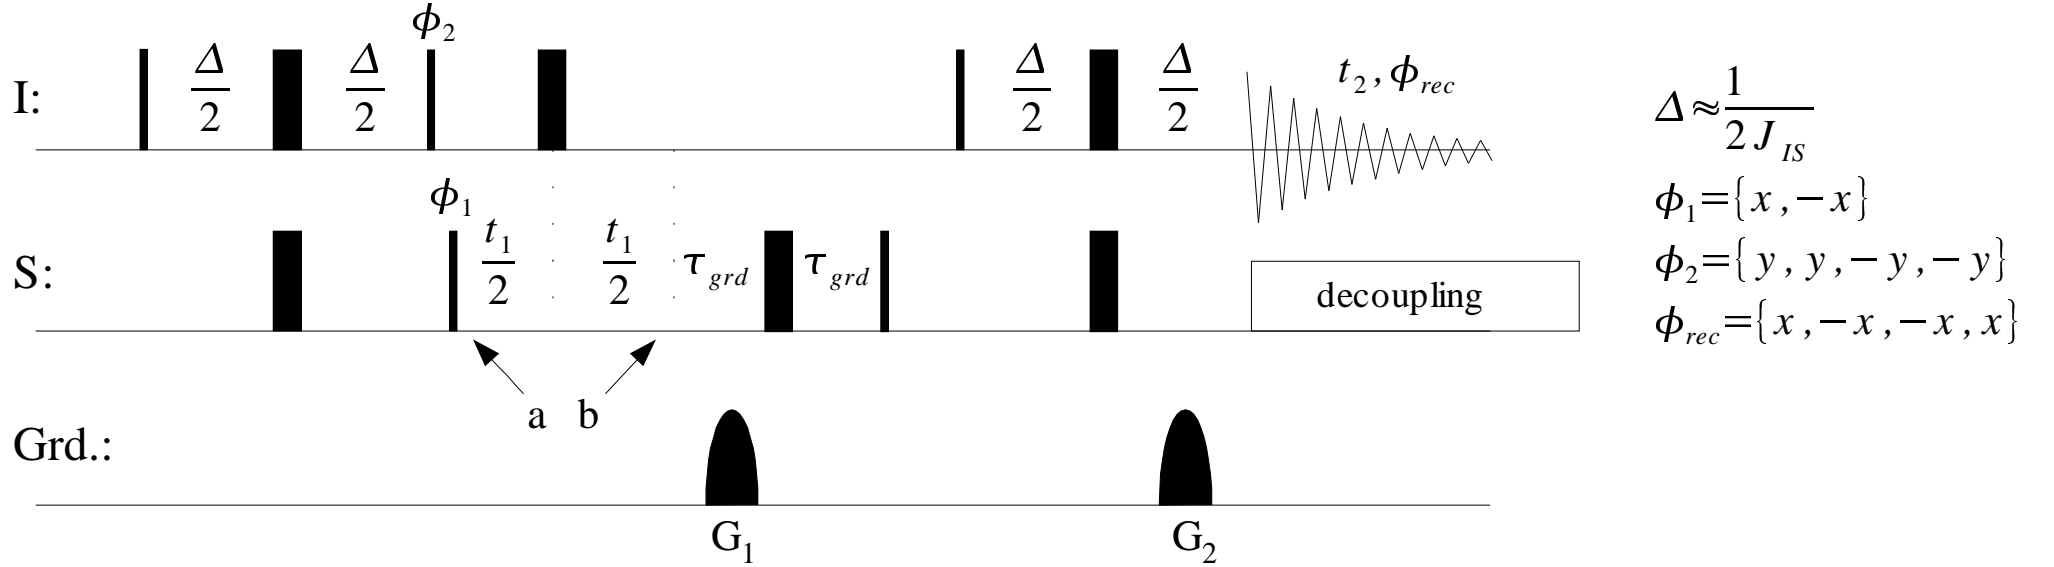 ϕ₂
I: Δ/2 Δ/2 Δ/2 Δ/2 t₂, ϕ_rec
ϕ₁
S: t₁/2 t₁/2 τ_grd τ_grd decoupling
a b
Grd.:
G₁ G₂
Δ≈1/(2 J_IS)
ϕ₁={x,−x}
ϕ₂={y,y,−y,−y}
ϕ_rec={x,−x,−x,x}